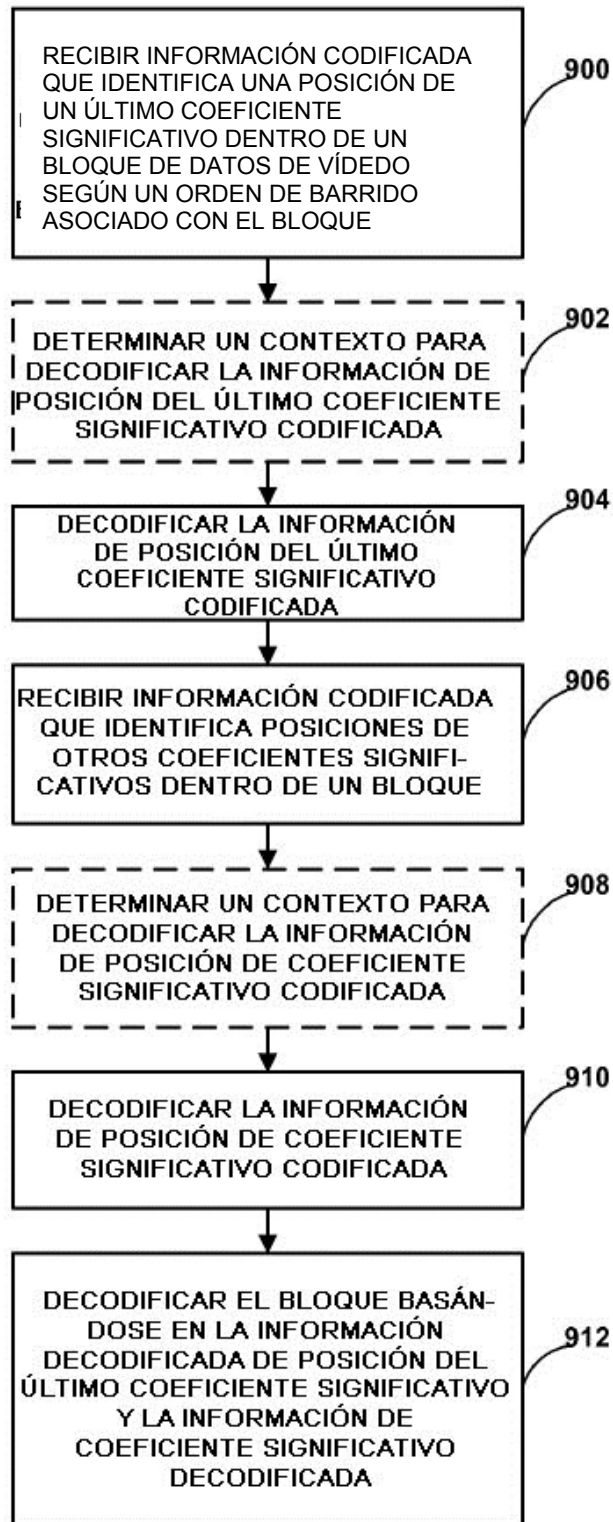 RECIBIR INFORMACIÓN CODIFICADA
QUE IDENTIFICA UNA POSICIÓN DE
UN ÚLTIMO COEFICIENTE
SIGNIFICATIVO DENTRO DE UN
BLOQUE DE DATOS DE VÍDEDO
SEGÚN UN ORDEN DE BARRIDO
ASOCIADO CON EL BLOQUE
900
DETERMINAR UN CONTEXTO PARA
DECODIFICAR LA INFORMACIÓN DE
POSICIÓN DEL ÚLTIMO COEFICIENTE
SIGNIFICATIVO CODIFICADA
902
DECODIFICAR LA INFORMACIÓN
DE POSICIÓN DEL ÚLTIMO
COEFICIENTE SIGNIFICATIVO
CODIFICADA
904
RECIBIR INFORMACIÓN CODIFICADA
QUE IDENTIFICA POSICIONES DE
OTROS COEFICIENTES SIGNIFI-
CATIVOS DENTRO DE UN BLOQUE
906
DETERMINAR UN CONTEXTO PARA
DECODIFICAR LA INFORMACIÓN
DE POSICIÓN DE COEFICIENTE
SIGNIFICATIVO CODIFICADA
908
DECODIFICAR LA INFORMACIÓN
DE POSICIÓN DE COEFICIENTE
SIGNIFICATIVO CODIFICADA
910
DECODIFICAR EL BLOQUE BASÁN-
DOSE EN LA INFORMACIÓN
DECODIFICADA DE POSICIÓN DEL
ÚLTIMO COEFICIENTE SIGNIFICATIVO
Y LA INFORMACIÓN DE
COEFICIENTE SIGNIFICATIVO
DECODIFICADA
912